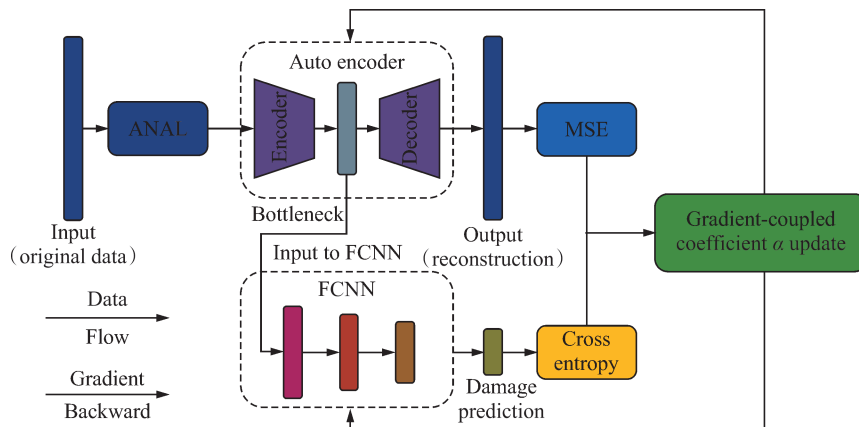 Auto encoder
ANAL
Encoder
Decoder
MSE
Bottleneck
Input
(original data)
Output
(reconstruction)
Gradient-coupled
coefficient α update
Input to FCNN
FCNN
Data
Flow
Gradient
Backward
Damage
prediction
Cross
entropy